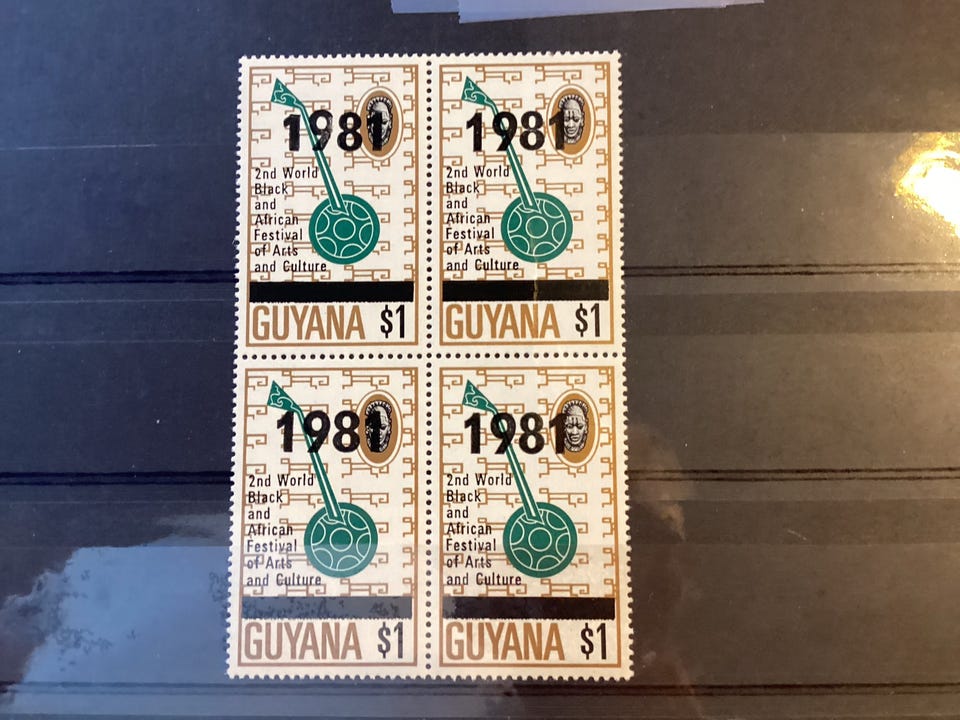 1981
2nd World
Black
and
African
Festival
of Arts
and Culture
GUYANA $1
1981
2nd World
Black
and
African
Festival
of Arts
and Culture
GUYANA $1
1981
2nd World
Black
and
African
Festival
of Arts
and Culture
GUYANA $1
1981
2nd World
Black
and
African
Festival
of Arts
and Culture
GUYANA $1